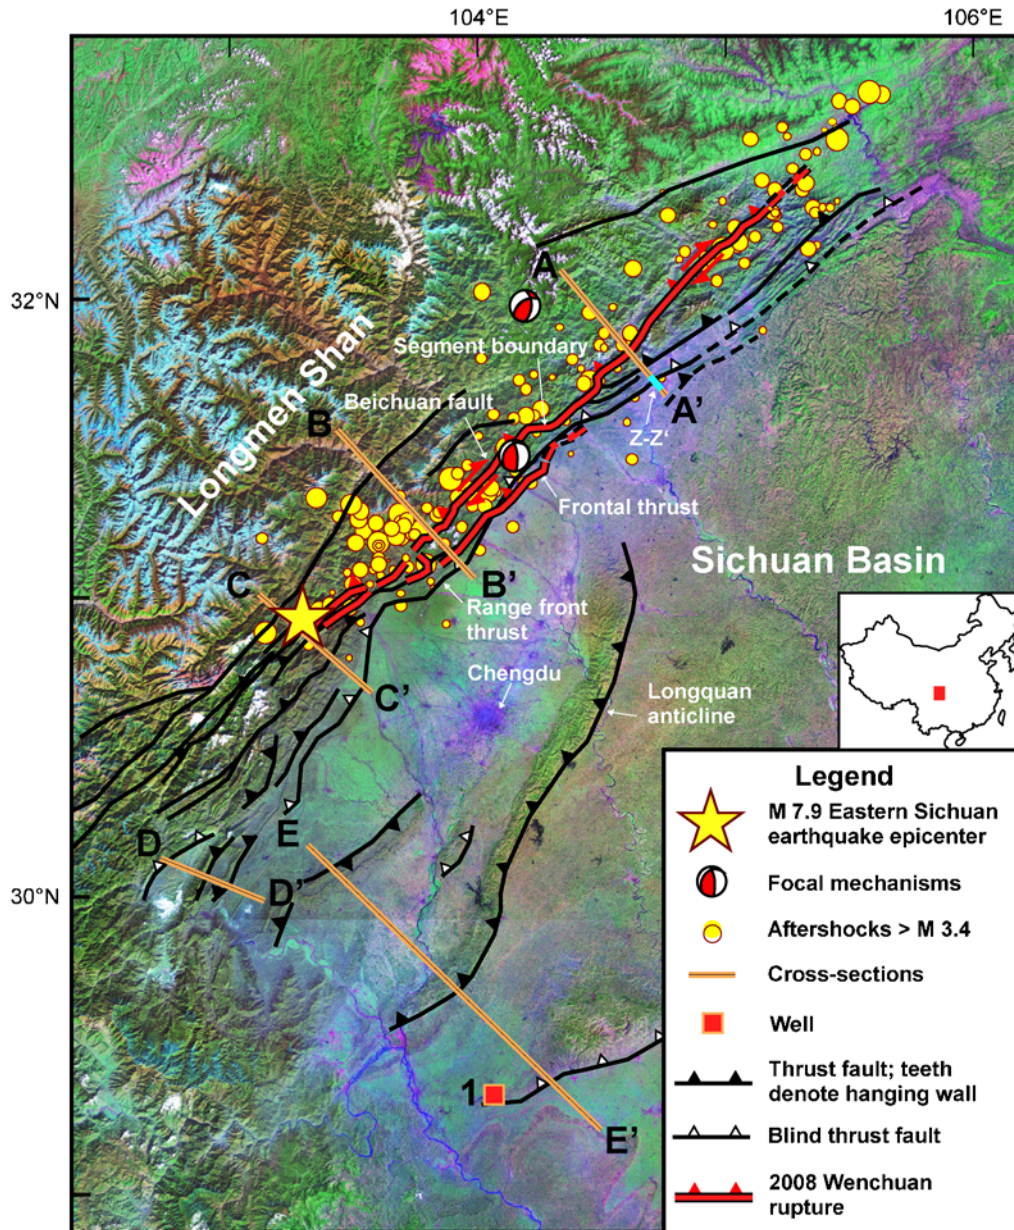 104°E
106°E
32°N
30°N
Longmen Shan
A
Segment boundary
Beichuan fault
B
A'
Z-Z'
Frontal thrust
Sichuan Basin
C
B'
Range front
thrust
C'
Chengdu
Longquan
anticline
D
E
D'
1
E'
Legend
M 7.9 Eastern Sichuan
earthquake epicenter
Focal mechanisms
Aftershocks > M 3.4
Cross-sections
Well
Thrust fault; teeth
denote hanging wall
Blind thrust fault
2008 Wenchuan
rupture